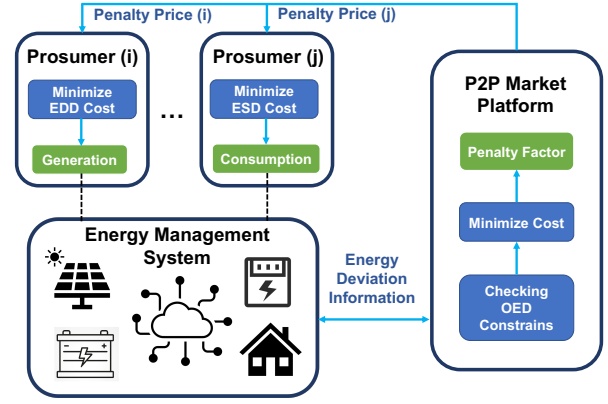 Penalty Price (i)
Penalty Price (j)
Prosumer (i)
Minimize
EDD Cost
Generation
...
Prosumer (j)
Minimize
ESD Cost
Consumption
P2P Market
Platform
Penalty Factor
Minimize Cost
Checking
OED
Constrains
Energy Management
System
Energy
Deviation
Information